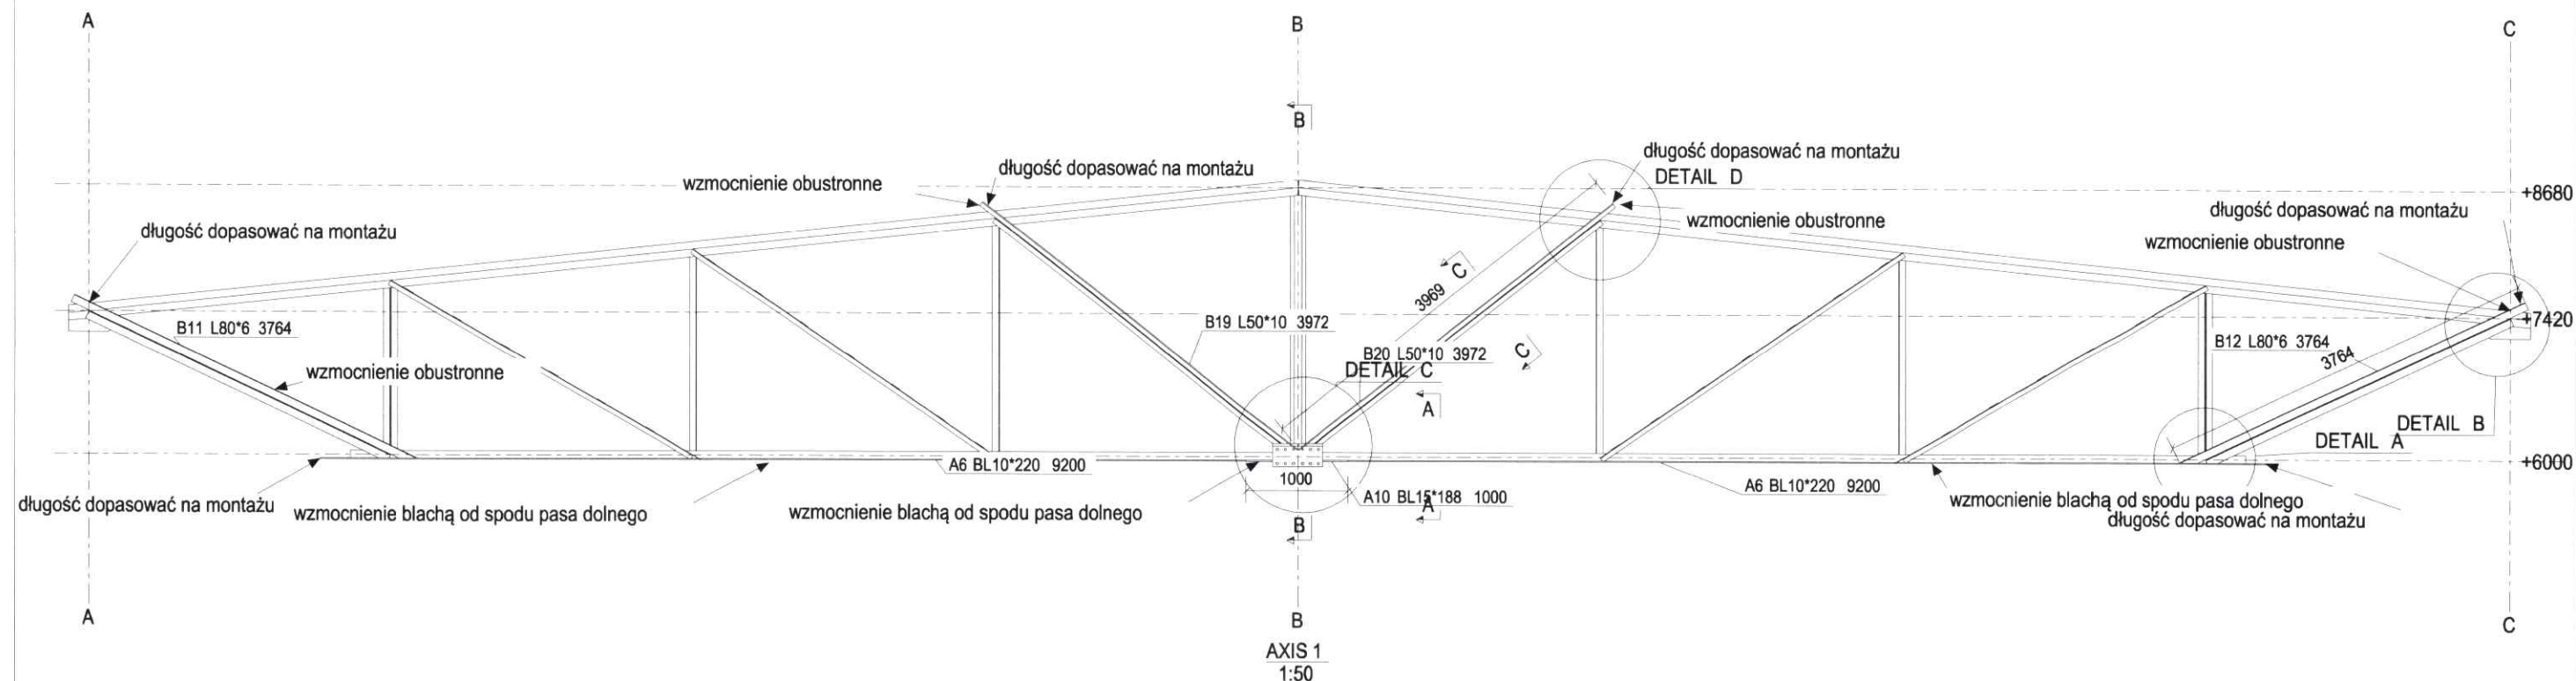 A
B
C
B
długość dopasować na montażu
DETAIL D
wzmocnienie obustronne
długość dopasować na montażu
+8680
długość dopasować na montażu
wzmocnienie obustronne
wzmocnienie obustronne
długość dopasować na montażu
C
3969
B11 L80*6 3764
B19 L50*10 3972
+7420
B20 L50*10 3972
C
B12 L80*6 3764
3764
wzmocnienie obustronne
DETAIL C
A
DETAIL B
DETAIL A
A6 BL10*220 9200
+6000
1000
A10 BL15*188 1000
A6 BL10*220 9200
długość dopasować na montażu
wzmocnienie blachą od spodu pasa dolnego
wzmocnienie blachą od spodu pasa dolnego
A
wzmocnienie blachą od spodu pasa dolnego
długość dopasować na montażu
B
A
B
C
AXIS 1
1:50